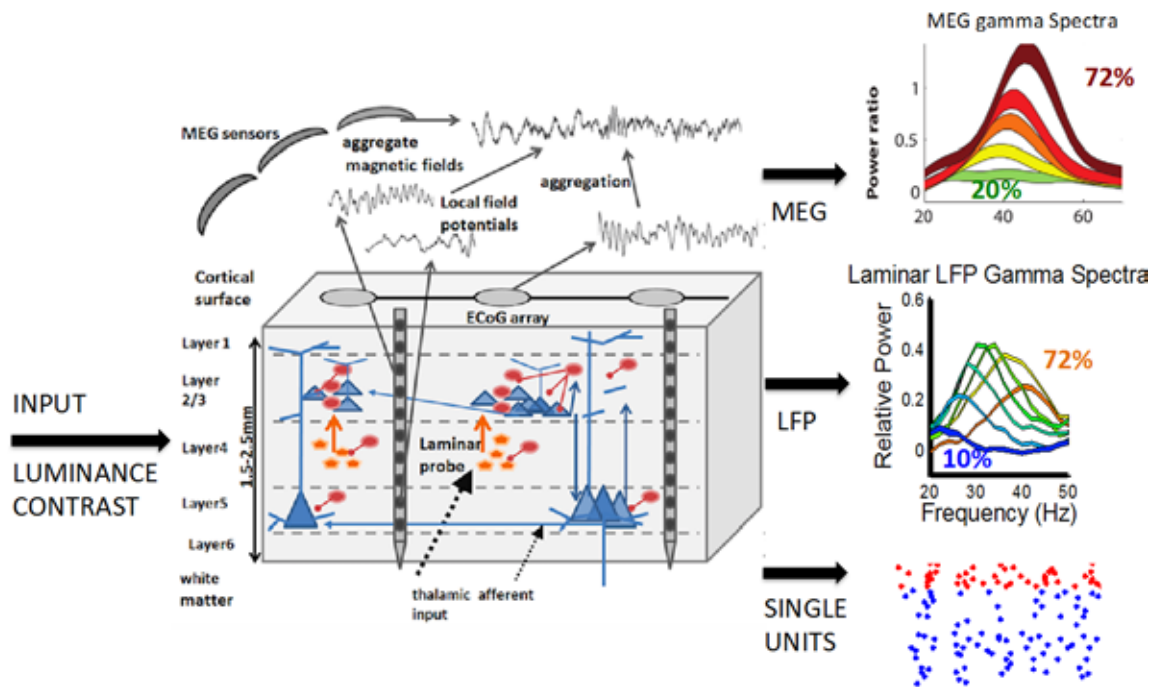 MEG gamma Spectra
1
0.5
0
Power ratio
72%
20%
20
40
60
MEG sensors
aggregate
magnetic fields
Local field
potentials
aggregation
MEG
Cortical
surface
ECoG array
Layer 1
Layer
2/3
Layer4
Layer5
Layer6
white
matter
1.5-2.5mm
Laminar
probe
thalamic afferent
input
INPUT
LUMINANCE
CONTRAST
LFP
Laminar LFP Gamma Spectra
0.6
0.4
0.2
0.0
Relative Power
72%
10%
20
30
40
50
Frequency (Hz)
SINGLE
UNITS